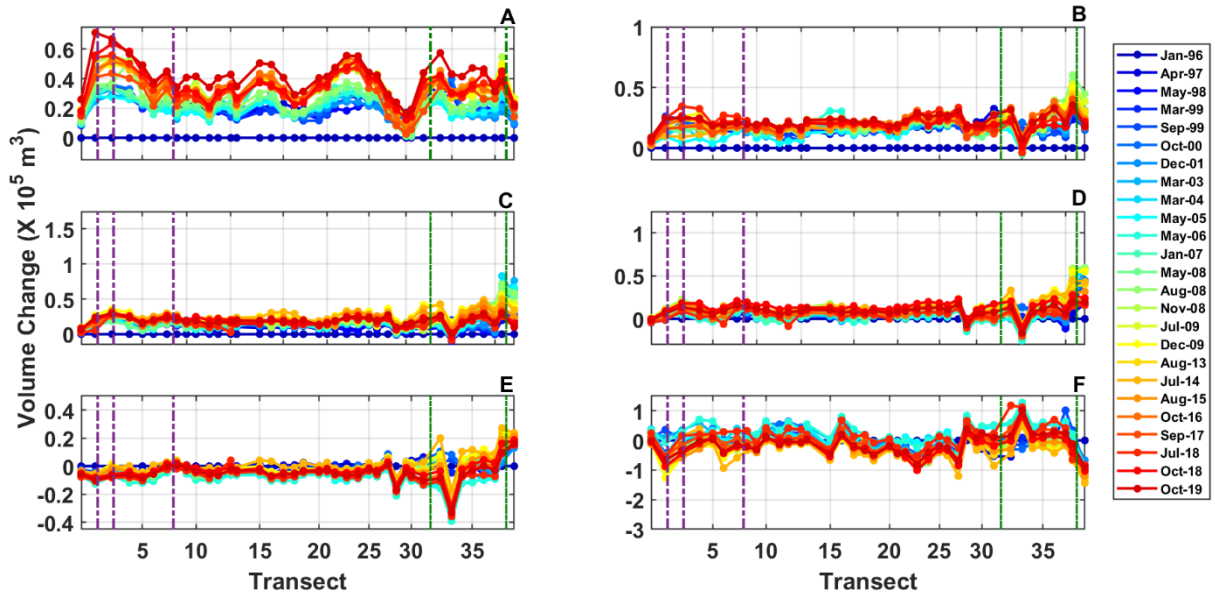 A
0.6
0.4
0.2
0
B
1
0.5
0
C
1.5
1
0.5
0
D
1
0.5
0
E
0.4
0.2
0
-0.2
-0.4
5 10 15 20 25 30 35
Transect
F
1
0
-1
-2
-3
5 10 15 20 25 30 35
Transect
Volume Change (X 10⁵ m³)
Jan-96
Apr-97
May-98
Mar-99
Sep-99
Oct-00
Dec-01
Mar-03
Mar-04
May-05
May-06
Jan-07
May-08
Aug-08
Nov-08
Jul-09
Dec-09
Aug-13
Jul-14
Aug-15
Oct-16
Sep-17
Jul-18
Oct-18
Oct-19